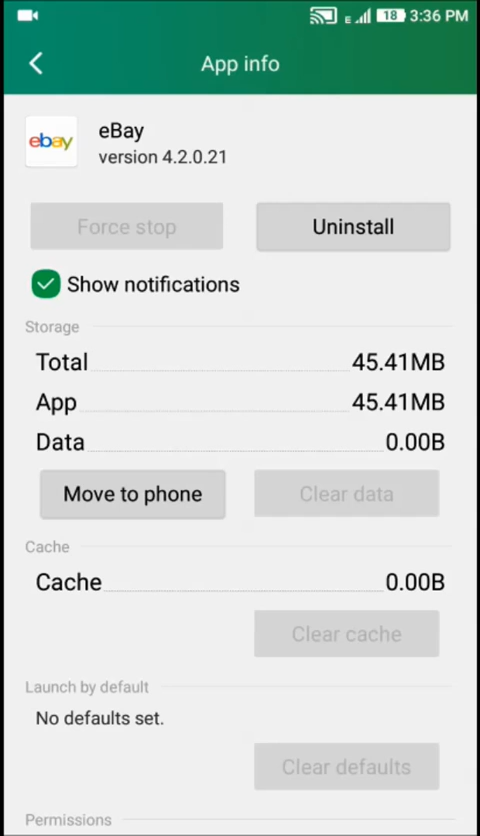 E 18 3:36 PM
App info
ebay
eBay
version 4.2.0.21
Force stop
Uninstall
Show notifications
Storage
Total 45.41MB
App 45.41MB
Data 0.00B
Move to phone
Clear data
Cache
Cache 0.00B
Clear cache
Launch by default
No defaults set.
Clear defaults
Permissions